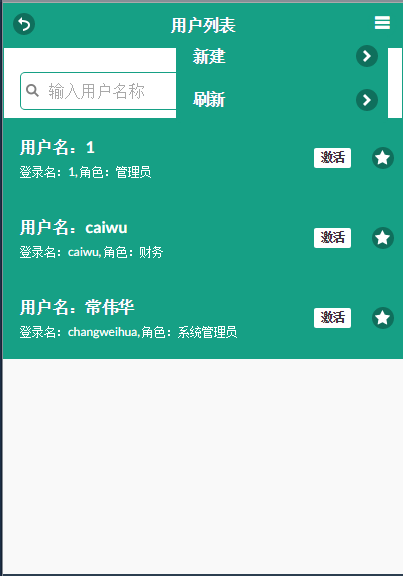 用户列表
新建
输入用户名称
刷新
用户名：1
登录名：1, 角色：管理员
激活
用户名：caiwu
登录名：caiwu, 角色：财务
激活
用户名：常伟华
登录名：changweihua, 角色：系统管理员
激活